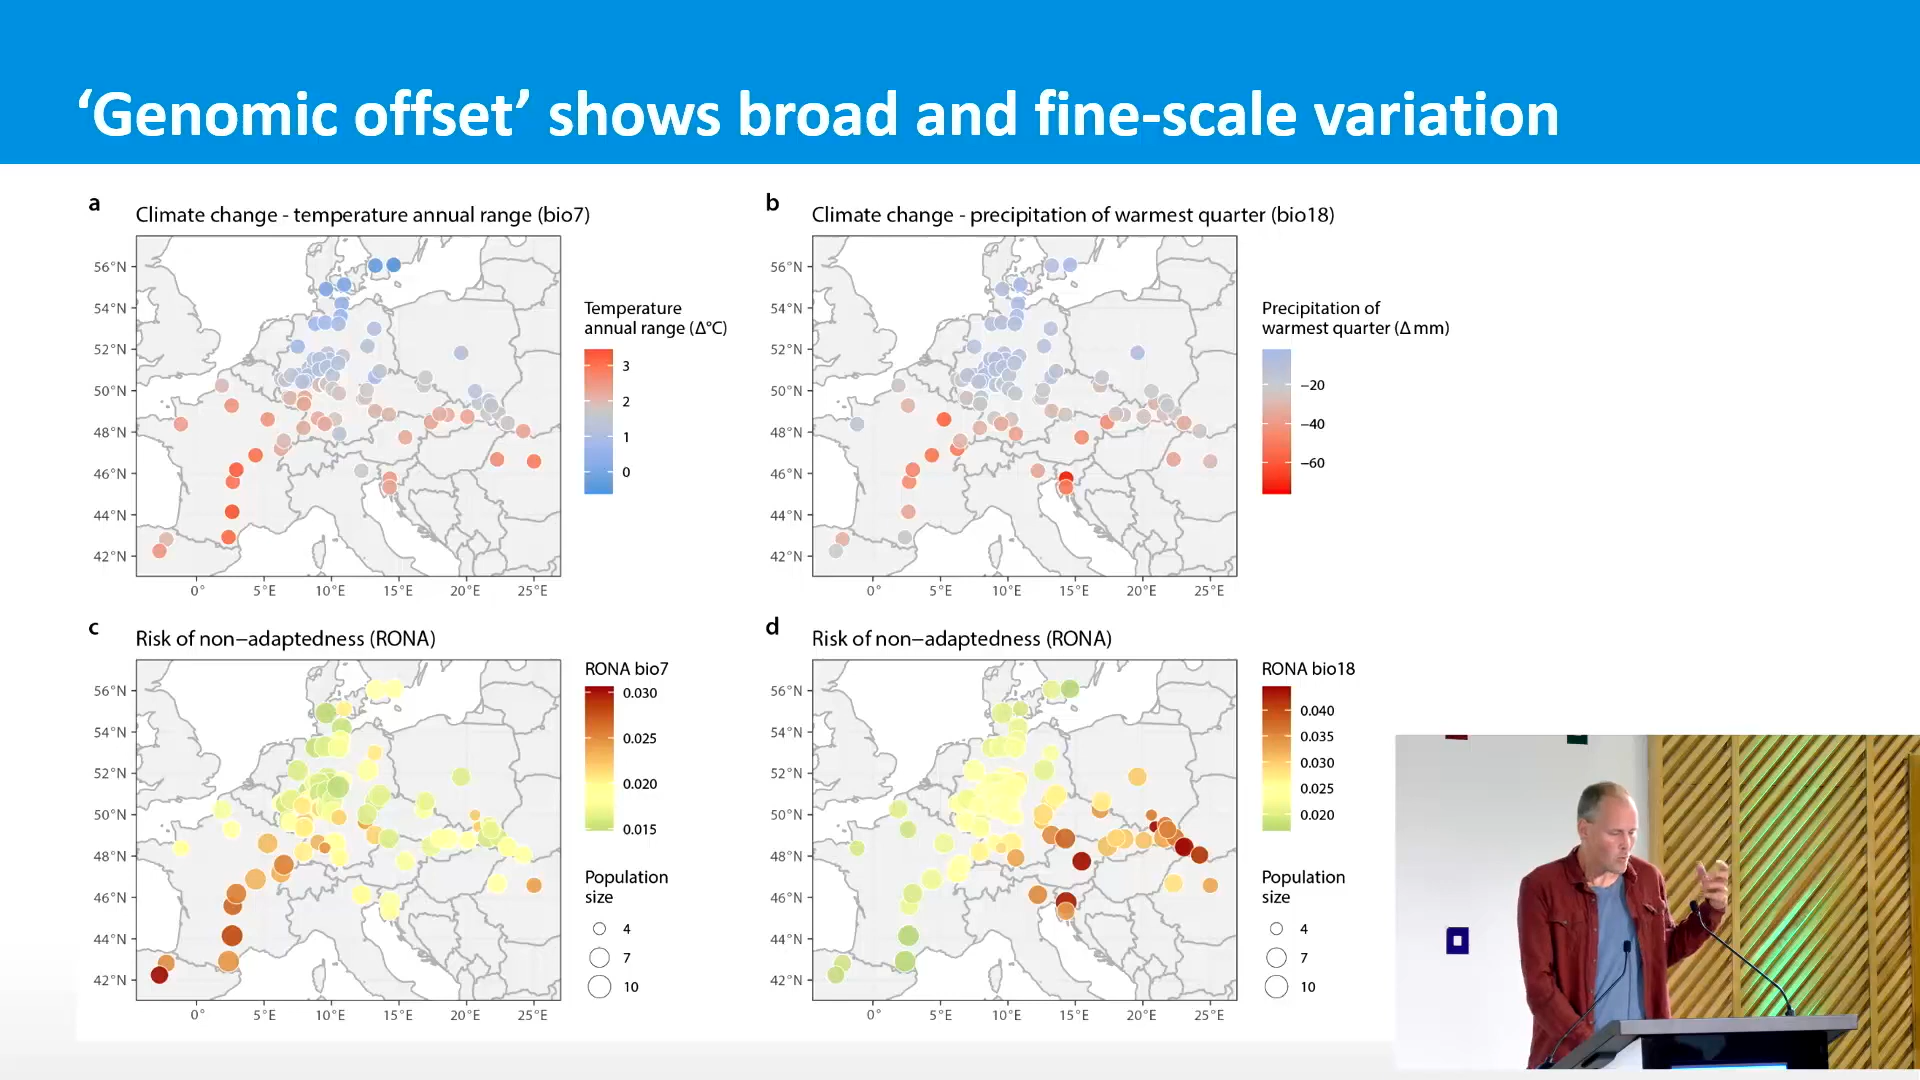 ‘Genomic offset’ shows broad and fine-scale variation
a
Climate change - temperature annual range (bio7)
56°N
54°N
52°N
50°N
48°N
46°N
44°N
42°N
0°
5°E
10°E
15°E
20°E
25°E
Temperature
annual range (Δ°C)
3
2
1
0
b
Climate change - precipitation of warmest quarter (bio18)
56°N
54°N
52°N
50°N
48°N
46°N
44°N
42°N
0°
5°E
10°E
15°E
20°E
25°E
Precipitation of
warmest quarter (Δ mm)
−20
−40
−60
c
Risk of non−adaptedness (RONA)
56°N
54°N
52°N
50°N
48°N
46°N
44°N
42°N
0°
5°E
10°E
15°E
20°E
25°E
RONA bio7
0.030
0.025
0.020
0.015
Population
size
4
7
10
d
Risk of non−adaptedness (RONA)
56°N
54°N
52°N
50°N
48°N
46°N
44°N
42°N
0°
5°E
10°E
15°E
20°E
25°E
RONA bio18
0.040
0.035
0.030
0.025
0.020
Population
size
4
7
10